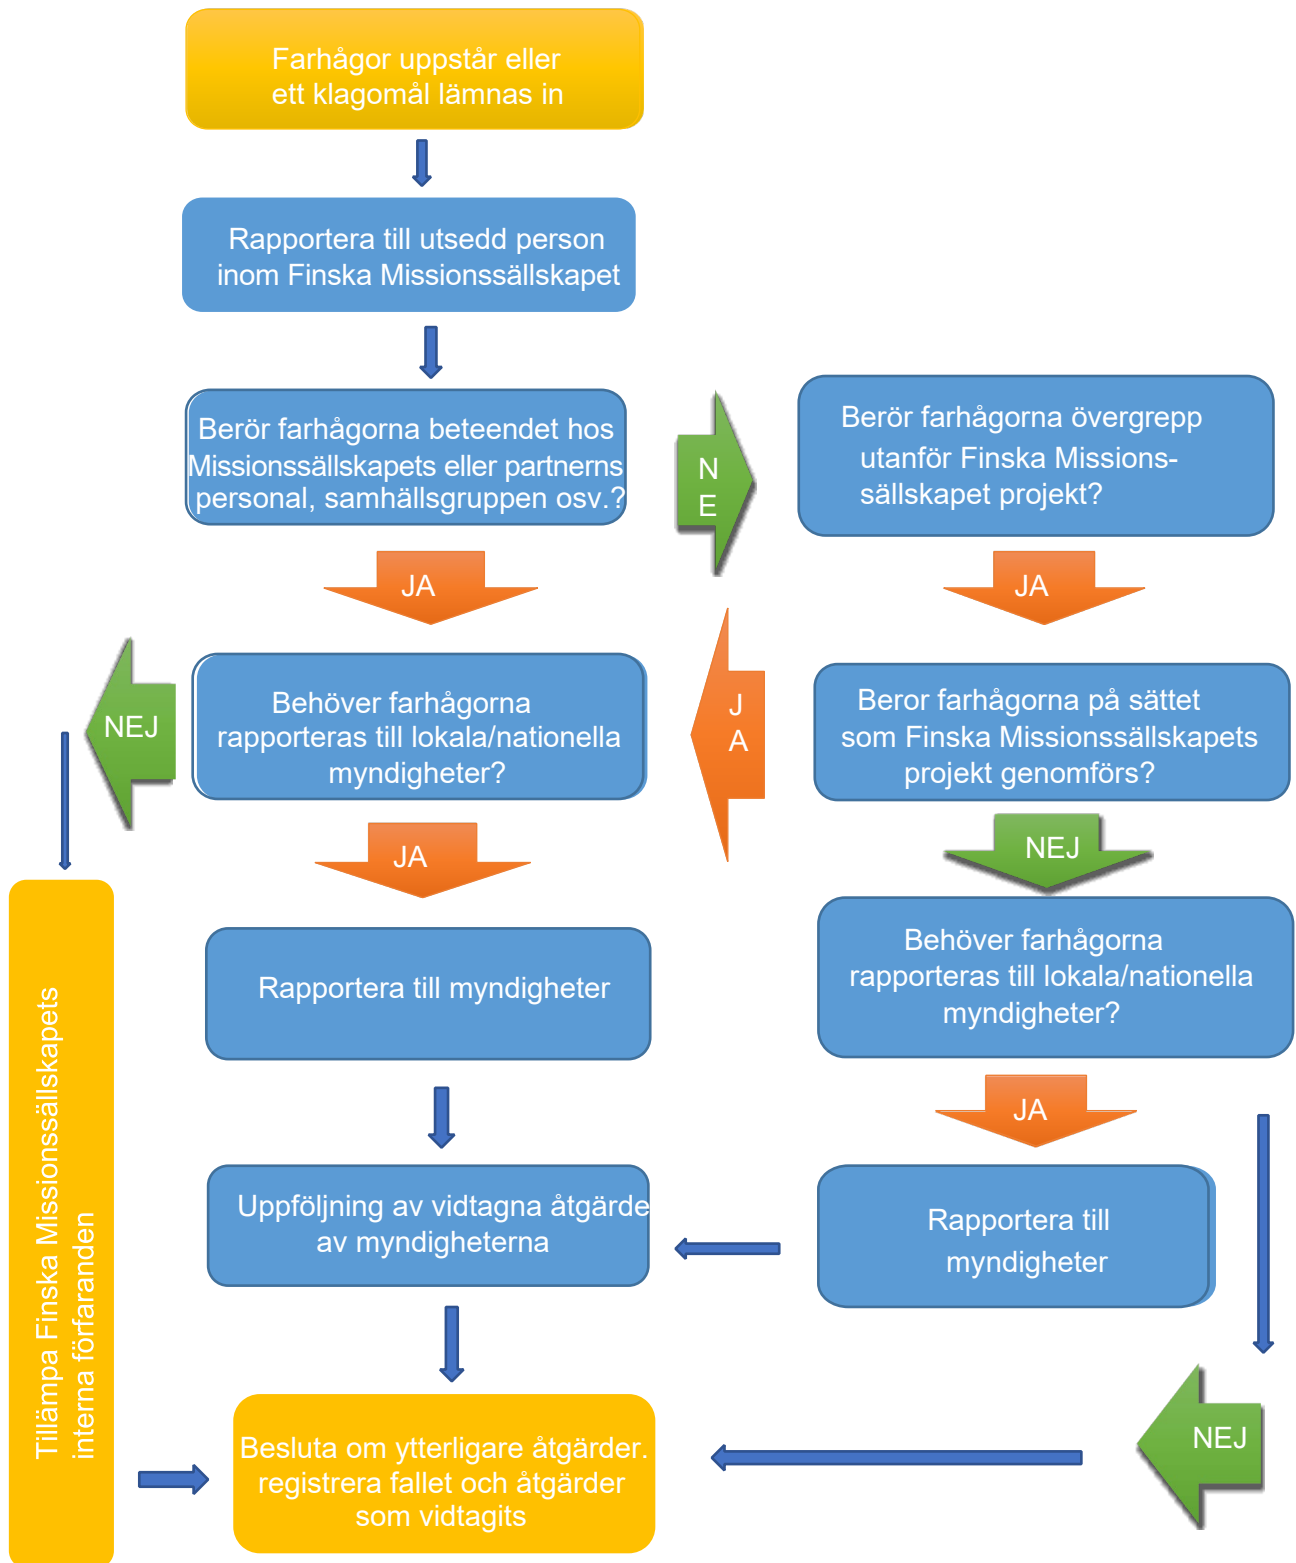 Farhågor uppstår eller
ett klagomål lämnas in
Rapportera till utsedd person
inom Finska Missionssällskapet
Berör farhågorna beteendet hos
Missionssällskapets eller partnerns
personal, samhällsgruppen osv.?
N
E
Berör farhågorna övergrepp
utanför Finska Missions-
sällskapet projekt?
JA
JA
NEJ
Behöver farhågorna
rapporteras till lokala/nationella
myndigheter?
J
A
Beror farhågorna på sättet
som Finska Missionssällskapets
projekt genomförs?
JA
NEJ
Rapportera till myndigheter
Behöver farhågorna
rapporteras till lokala/nationella
myndigheter?
JA
Uppföljning av vidtagna åtgärde
av myndigheterna
Rapportera till
myndigheter
Tillämpa Finska Missionssällskapets
interna förfaranden
Besluta om ytterligare åtgärder.
registrera fallet och åtgärder
som vidtagits
NEJ